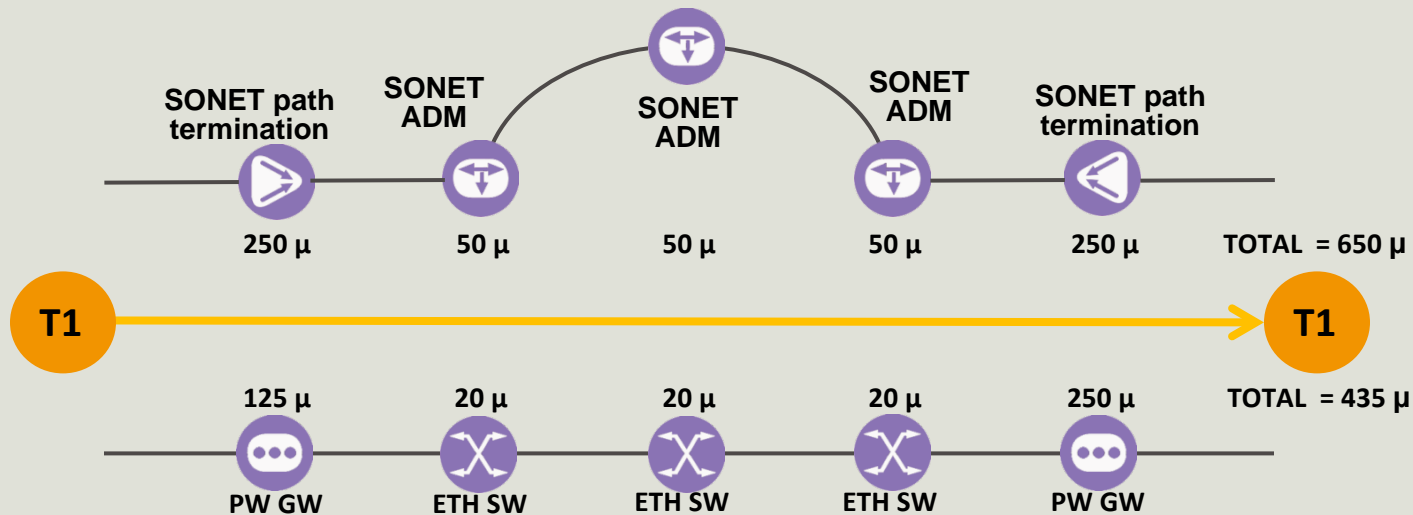 SONET path
termination
SONET
ADM
SONET
ADM
SONET
ADM
SONET path
termination
250 µ
50 µ
50 µ
50 µ
250 µ
TOTAL = 650 µ
T1
T1
125 µ
20 µ
20 µ
20 µ
250 µ
TOTAL = 435 µ
PW GW
ETH SW
ETH SW
ETH SW
PW GW